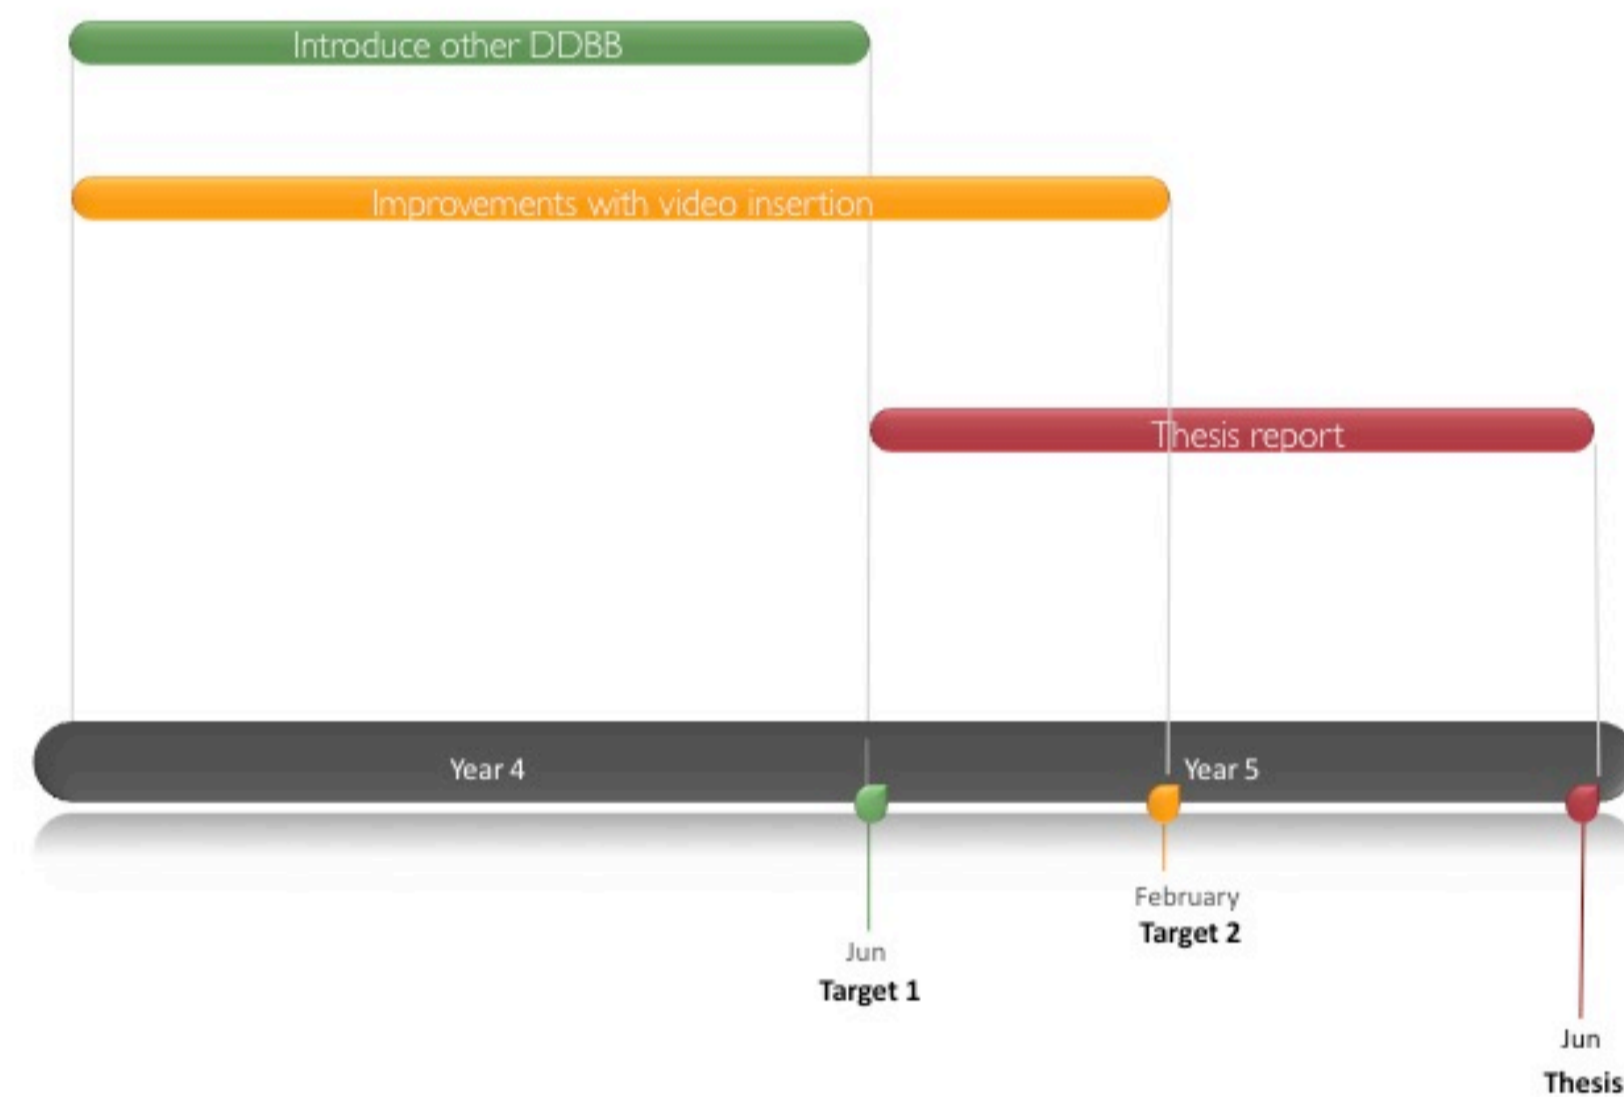 Introduce other DDBB
Improvements with video insertion
Thesis report
Year 4
Year 5
February
Target 2
Jun
Target 1
Jun
Thesis